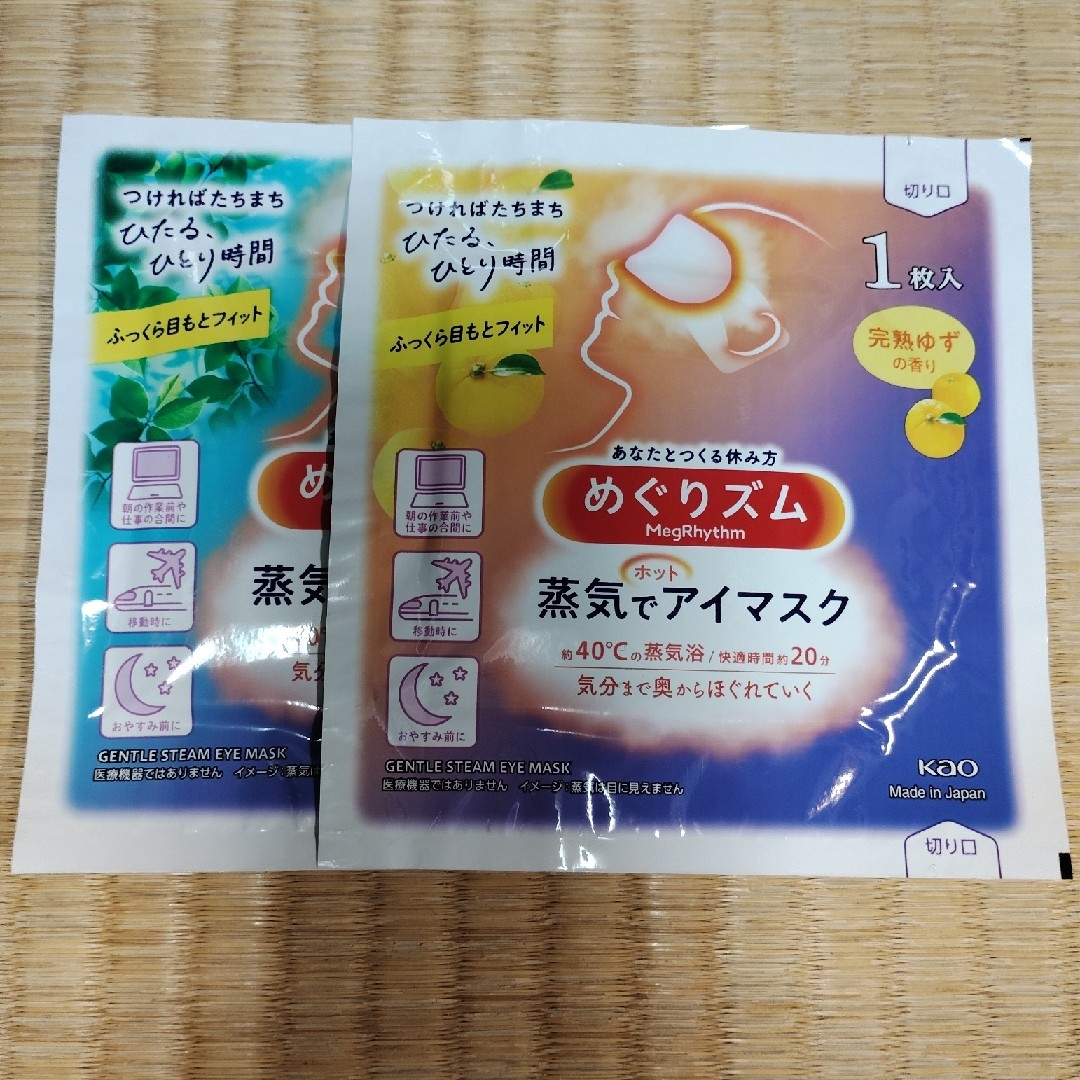 つければたちまち
ひたる、
ひとり時間
ふっくら目もとフィット
朝の作業前や
仕事の合間に
移動時に
おやすみ前に
め
蒸気
気分
GENTLE STEAM EYE MASK
医療機器ではありません イメージ:蒸気は
つければたちまち
ひたる、
ひとり時間
ふっくら目もとフィット
切り口
1枚入
完熟ゆず
の香り
朝の作業前や
仕事の合間に
移動時に
おやすみ前に
あなたとつくる休み方
めぐりズム
MegRhythm
ホット
蒸気でアイマスク
約40℃の蒸気浴/快適時間約20分
気分まで奥からほぐれていく
GENTLE STEAM EYE MASK
医療機器ではありません イメージ:蒸気は目に見えません
Kao
Made in Japan
切り口